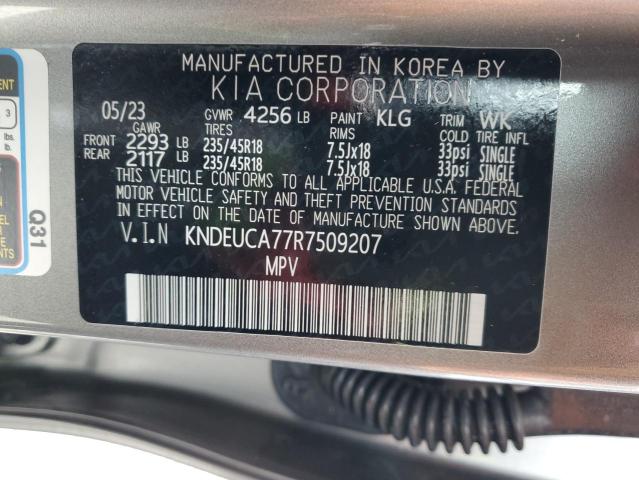 MANUFACTURED IN KOREA BY
KIA CORPORATION
05/23 GVWR 4256 LB PAINT KLG TRIM WK
GAWR TIRES RIMS COLD TIRE INFL
FRONT 2293 LB 235/45R18 7.5Jx18 33psi SINGLE
REAR 2117 LB 235/45R18 7.5Jx18 33psi SINGLE
THIS VEHICLE CONFORMS TO ALL APPLICABLE U.S.A. FEDERAL
MOTOR VEHICLE SAFETY AND THEFT PREVENTION STANDARDS
IN EFFECT ON THE DATE OF MANUFACTURE SHOWN ABOVE.
V.I.N KNDEUCA77R7509207
MPV
Q31
3
lbs.
lb.